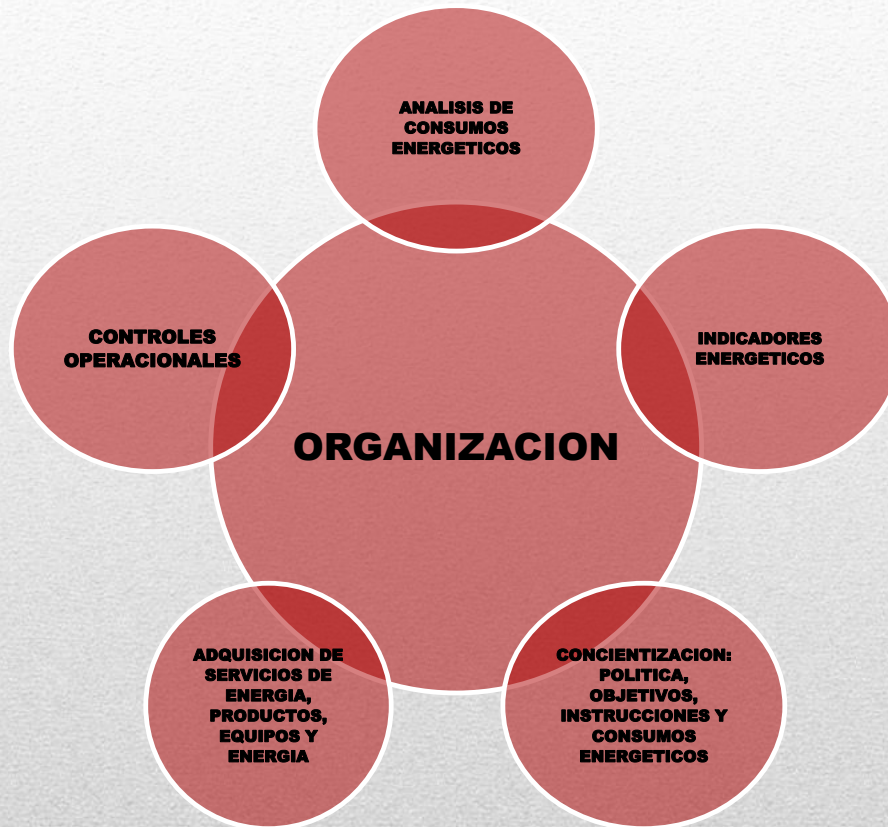 ANALISIS DE
CONSUMOS
ENERGETICOS
CONTROLES
OPERACIONALES
INDICADORES
ENERGETICOS
ORGANIZACION
ADQUISICION DE
SERVICIOS DE
ENERGIA,
PRODUCTOS,
EQUIPOS Y
ENERGIA
CONCIENTIZACION:
POLITICA,
OBJETIVOS,
INSTRUCCIONES Y
CONSUMOS
ENERGETICOS